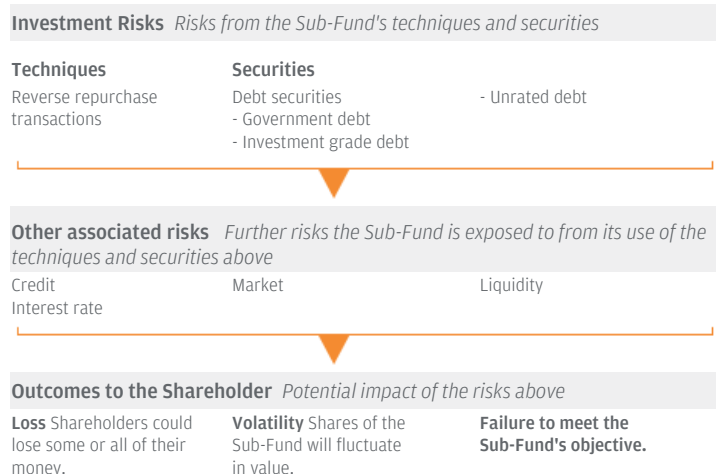 Investment Risks Risks from the Sub-Fund's techniques and securities
Techniques
Reverse repurchase
transactions
Securities
Debt securities
- Government debt
- Investment grade debt
- Unrated debt
Other associated risks Further risks the Sub-Fund is exposed to from its use of the
techniques and securities above
Credit
Interest rate
Market
Liquidity
Outcomes to the Shareholder Potential impact of the risks above
Loss Shareholders could
lose some or all of their
money.
Volatility Shares of the
Sub-Fund will fluctuate
in value.
Failure to meet the
Sub-Fund's objective.